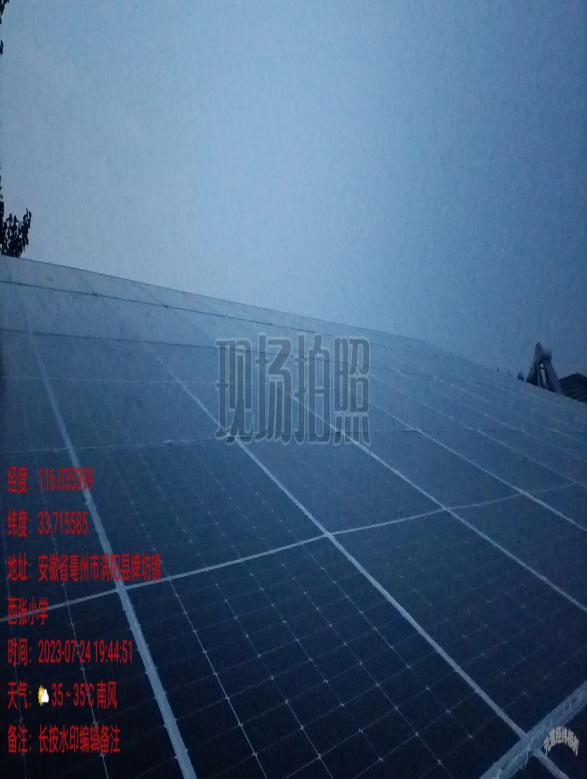 现场拍照
经度：116.035399
纬度：33.715585
地址：安徽省亳州市涡阳县牌坊镇
西张小学
时间：2023-07-24 19:44:51
天气：35～35℃ 南风
备注：长按水印编辑备注